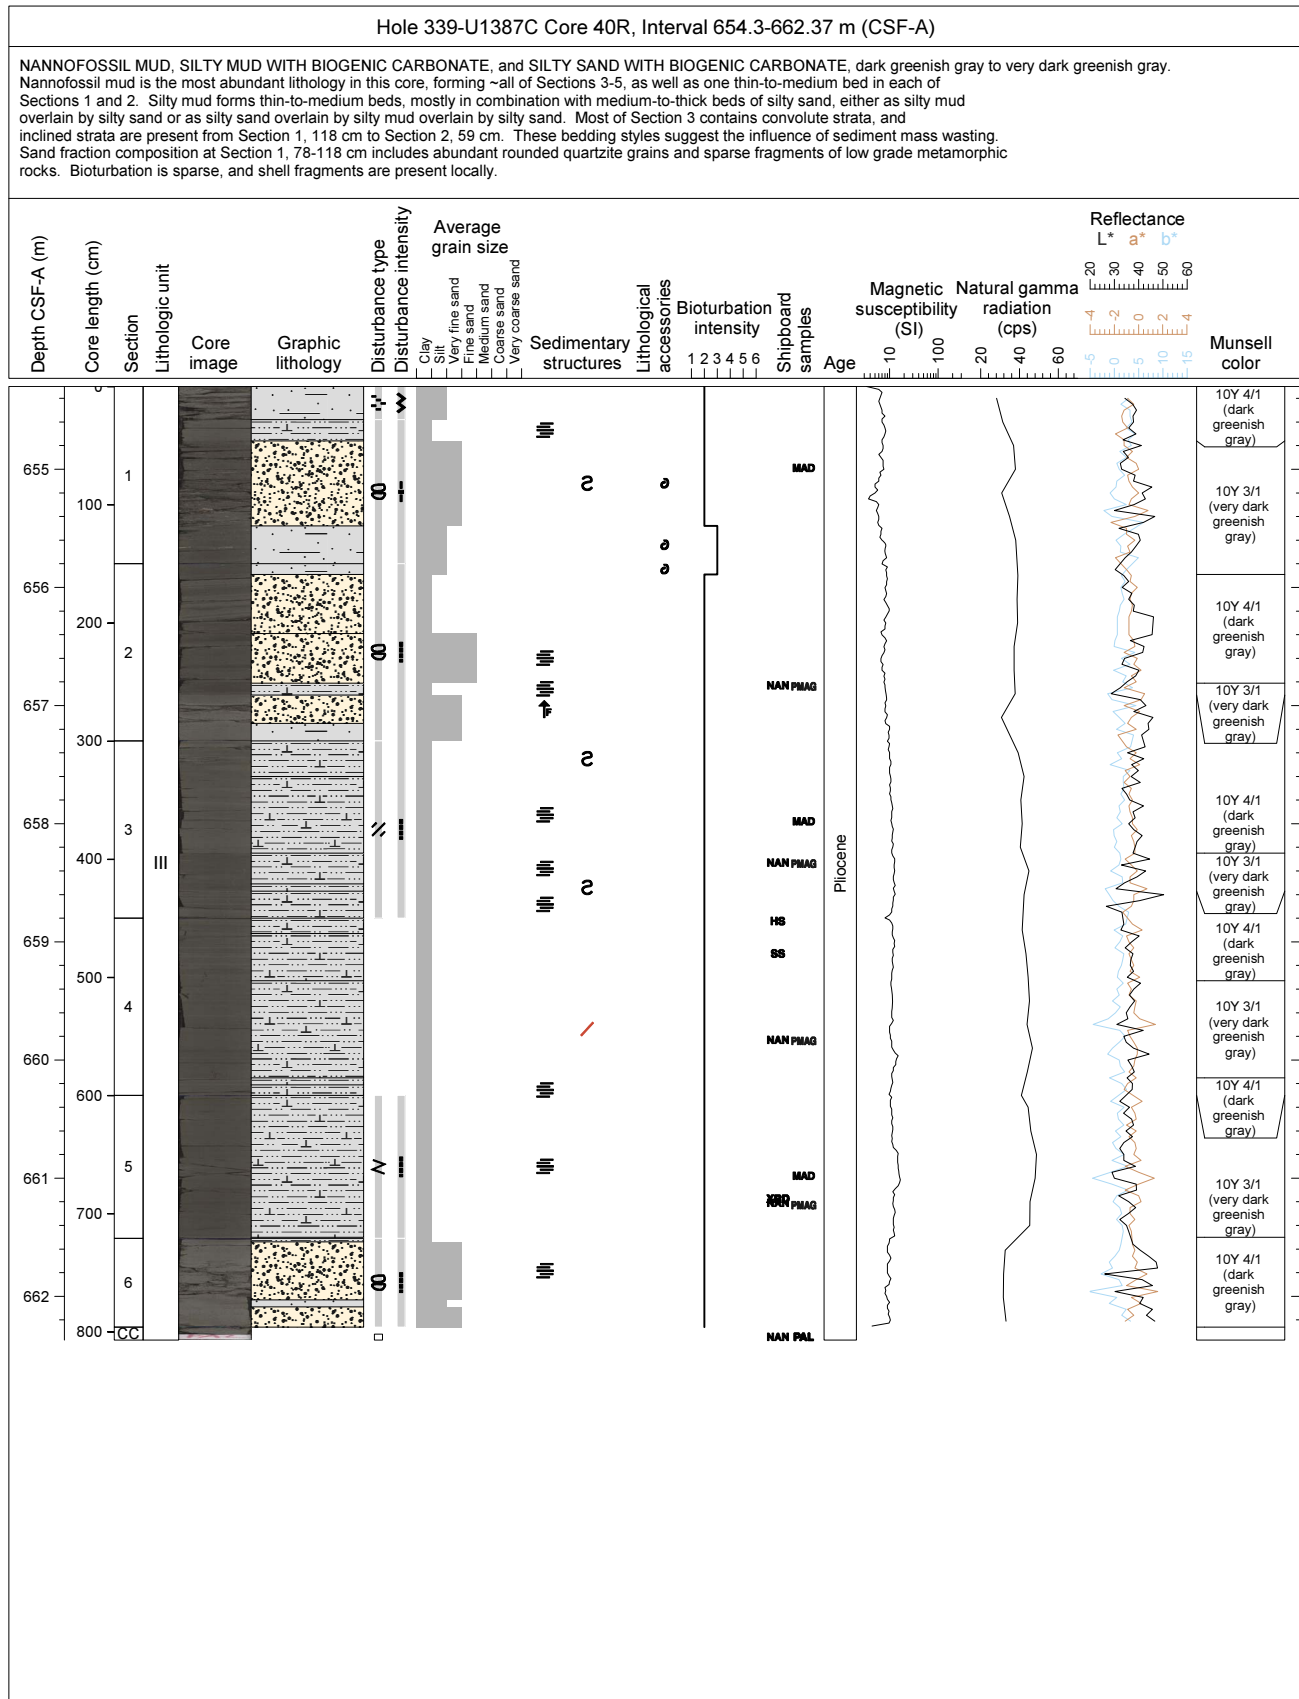 Hole 339-U1387C Core 40R, Interval 654.3-662.37 m (CSF-A)
NANNOFOSSIL MUD, SILTY MUD WITH BIOGENIC CARBONATE, and SILTY SAND WITH BIOGENIC CARBONATE, dark greenish gray to very dark greenish gray.
Nannofossil mud is the most abundant lithology in this core, forming ~all of Sections 3-5, as well as one thin-to-medium bed in each of
Sections 1 and 2. Silty mud forms thin-to-medium beds, mostly in combination with medium-to-thick beds of silty sand, either as silty mud
overlain by silty sand or as silty sand overlain by silty mud overlain by silty sand. Most of Section 3 contains convolute strata, and
inclined strata are present from Section 1, 118 cm to Section 2, 59 cm. These bedding styles suggest the influence of sediment mass wasting.
Sand fraction composition at Section 1, 78-118 cm includes abundant rounded quartzite grains and sparse fragments of low grade metamorphic
rocks. Bioturbation is sparse, and shell fragments are present locally.
Depth CSF-A (m)
Core length (cm)
Section
Lithologic unit
Core
image
Graphic
lithology
Disturbance type
Disturbance intensity
Average
grain size
Clay
Silt
Very fine sand
Fine sand
Medium sand
Coarse sand
Very coarse sand
Sedimentary
structures
Lithological
accessories
Bioturbation
intensity
1 2 3 4 5 6
Shipboard
samples
Age
Magnetic
susceptibility
(SI)
10 100
Natural gamma
radiation
(cps)
20 40 60
Reflectance
L* a* b*
20 30 40 50 60
-4 -2 0 2 4
-5 0 5 10 15
Munsell
color
655
656
657
658
659
660
661
662
0
100
200
300
400
500
600
700
800
1
2
3
4
5
6
CC
III
F
MAD
NAN PMAG
MAD
NAN PMAG
HS
SS
NAN PMAG
MAD
XRD
NAN PMAG
NAN PAL
Pliocene
10Y 4/1
(dark
greenish
gray)
10Y 3/1
(very dark
greenish
gray)
10Y 4/1
(dark
greenish
gray)
10Y 3/1
(very dark
greenish
gray)
10Y 4/1
(dark
greenish
gray)
10Y 3/1
(very dark
greenish
gray)
10Y 4/1
(dark
greenish
gray)
10Y 3/1
(very dark
greenish
gray)
10Y 4/1
(dark
greenish
gray)
10Y 3/1
(very dark
greenish
gray)
10Y 4/1
(dark
greenish
gray)